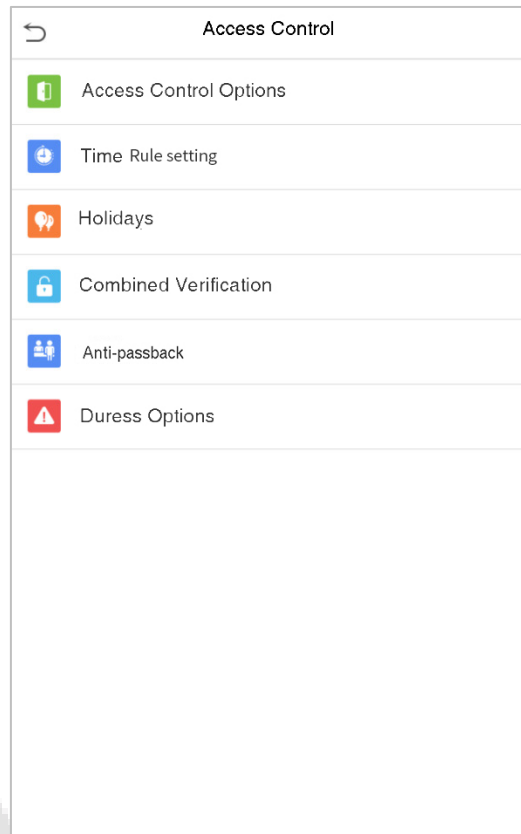 Access Control
Access Control Options
Time Rule setting
Holidays
Combined Verification
Anti-passback
Duress Options